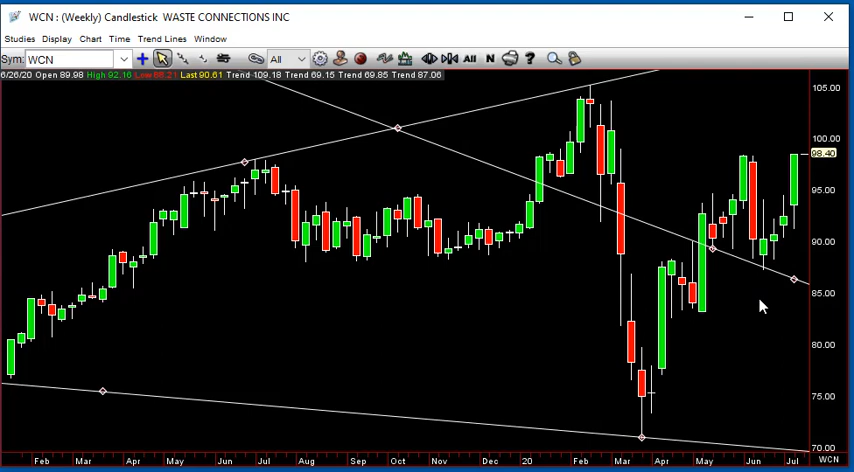 WCN : (Weekly) Candlestick WASTE CONNECTIONS INC
Studies Display Chart Time Trend Lines Window
Sym: WCN All All N ?
6/26/20 Open 89.98 High 92.16 Low 88.21 Last 90.61 Trend 109.18 Trend 69.15 Trend 69.85 Trend 87.06
105.00
100.00
98.40
95.00
90.00
85.00
80.00
75.00
70.00
Feb Mar Apr May Jun Jul Aug Sep Oct Nov Dec 20 Feb Mar Apr May Jun Jul WCN